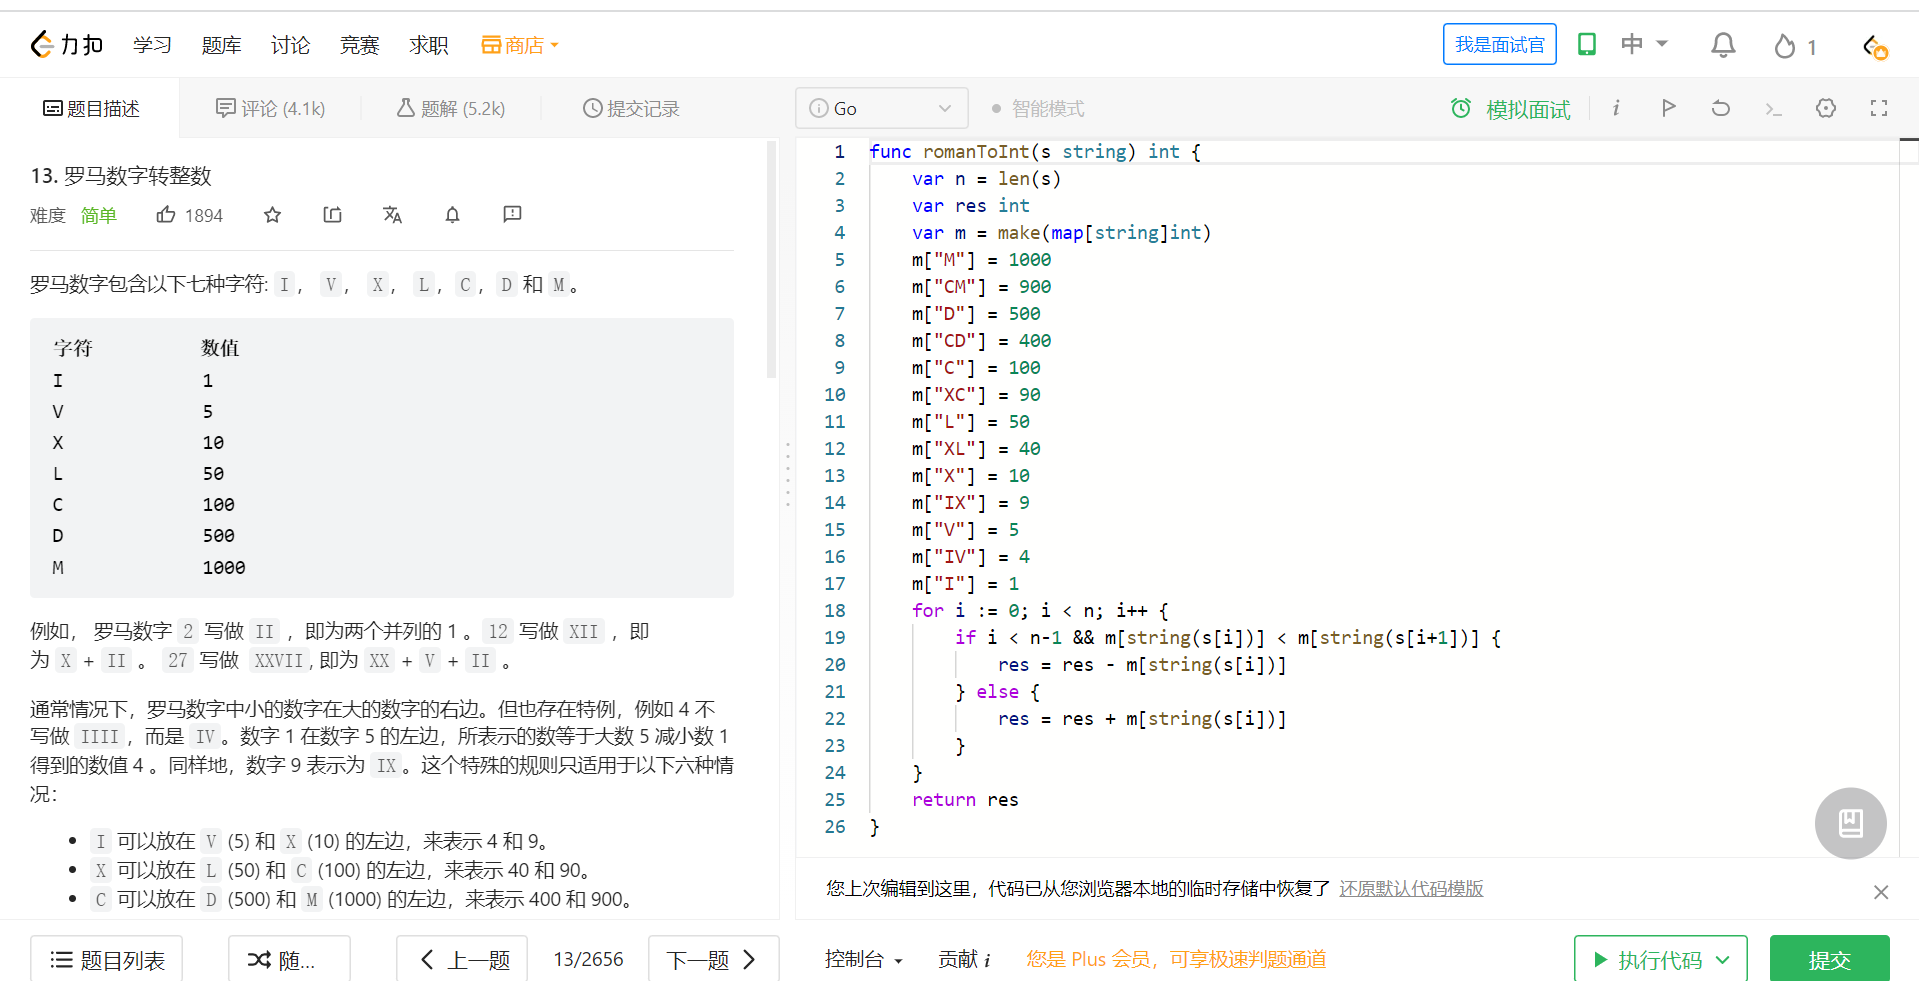 力扣 学习 题库 讨论 竞赛 求职 商店 我是面试官 中 1
题目描述 评论 (4.1k) 题解 (5.2k) 提交记录
13. 罗马数字转整数
难度 简单 1894
罗马数字包含以下七种字符: I， V， X， L，C，D 和 M。
字符 数值
I 1
V 5
X 10
L 50
C 100
D 500
M 1000
例如， 罗马数字 2 写做 II ，即为两个并列的 1 。12 写做 XII ，即
为 X + II 。 27 写做 XXVII, 即为 XX + V + II 。
通常情况下，罗马数字中小的数字在大的数字的右边。但也存在特例，例如 4 不
写做 IIII，而是 IV。数字 1 在数字 5 的左边，所表示的数等于大数 5 减小数 1
得到的数值 4 。同样地，数字 9 表示为 IX。这个特殊的规则只适用于以下六种情
况：
• I 可以放在 V (5) 和 X (10) 的左边，来表示 4 和 9。
• X 可以放在 L (50) 和 C (100) 的左边，来表示 40 和 90。
• C 可以放在 D (500) 和 M (1000) 的左边，来表示 400 和 900。
题目列表 随... 上一题 13/2656 下一题
Go 智能模式 模拟面试
1 func romanToInt(s string) int {
2 var n = len(s)
3 var res int
4 var m = make(map[string]int)
5 m["M"] = 1000
6 m["CM"] = 900
7 m["D"] = 500
8 m["CD"] = 400
9 m["C"] = 100
10 m["XC"] = 90
11 m["L"] = 50
12 m["XL"] = 40
13 m["X"] = 10
14 m["IX"] = 9
15 m["V"] = 5
16 m["IV"] = 4
17 m["I"] = 1
18 for i := 0; i < n; i++ {
19 if i < n-1 && m[string(s[i])] < m[string(s[i+1])] {
20 res = res - m[string(s[i])]
21 } else {
22 res = res + m[string(s[i])]
23 }
24 }
25 return res
26 }
您上次编辑到这里，代码已从您浏览器本地的临时存储中恢复了 还原默认代码模版
控制台 贡献 i 您是 Plus 会员，可享极速判题通道 执行代码 提交